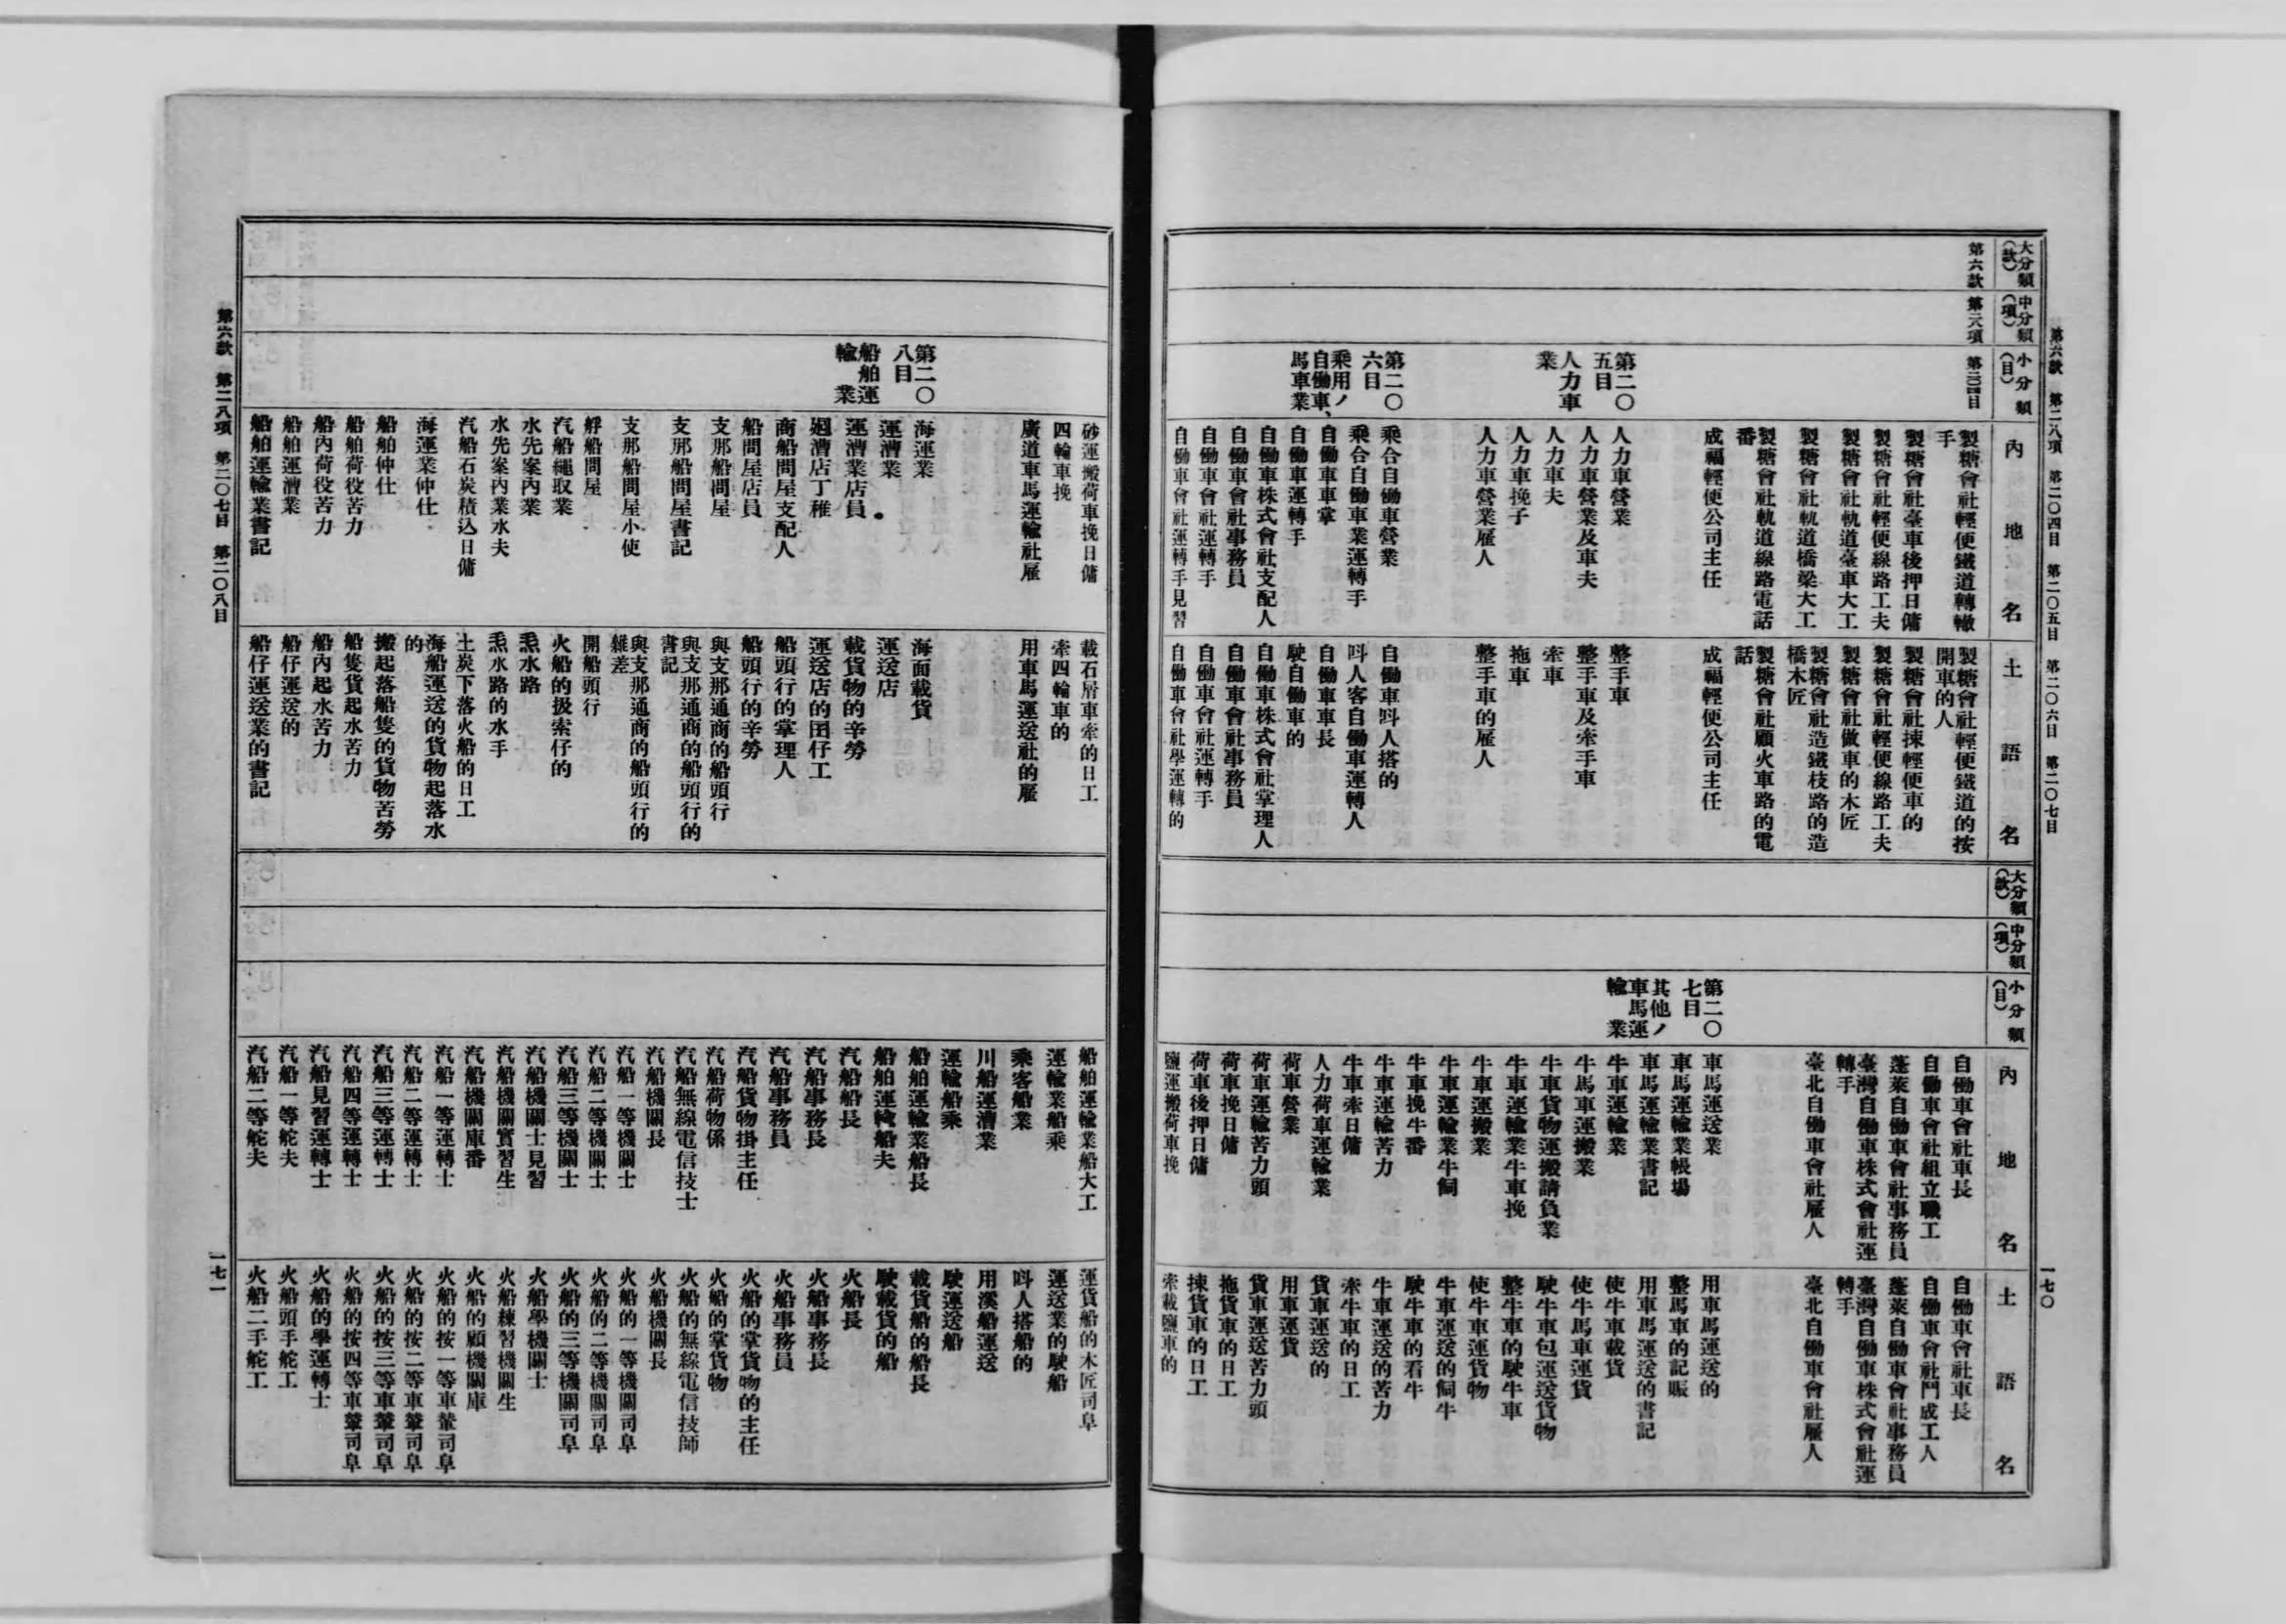 第六款 第二八項 第二〇四目 第二〇五目 第二〇六目 第二〇七目
一七〇
大分類(款)
中分類(項)
小分類(目)
內地名
土語名
第六款
第二八項
第二〇四目
製糖會社輕便鐵道轉轍手
製糖會社臺車後押日傭
製糖會社輕便線路工夫
製糖會社軌道臺車大工
製糖會社軌道橋梁大工
製糖會社軌道線路電話番
成福輕便公司主任
製糖會社輕便鐵道的按開車的人
製糖會社捒輕便車的
製糖會社輕便線路工夫
製糖會社做車的木匠
製糖會社造鐵枝路的造橋木匠
製糖會社顧火車路的電話
成福輕便公司主任
第二〇五目
人力車業
人力車營業
人力車營業及車夫
人力車夫
人力車挽子
人力車營業雇人
整手車
整手車及牽手車
牽車
拖車
整手車的雇人
第二〇六目
乘用ノ自働車、馬車業
乘合自働車營業
乘合自働車業運轉手
自働車車掌
自働車運轉手
自働車株式會社支配人
自働車會社事務員
自働車會社運轉手
自働車會社運轉手見習
自働車叫人搭的
叫人客自働車運轉人
自働車車長
駛自働車的
自働車株式會社掌理人
自働車會社事務員
自働車會社運轉手
自働車會社學運轉的
大分類(款)
中分類(項)
小分類(目)
內地名
土語名
自働車會社車長
自働車會社組立職工
蓬萊自働車會社事務員
臺灣自働車株式會社運轉手
臺北自働車會社雇人
自働車會社車長
自働車會社鬥成工人
蓬萊自働車會社事務員
臺灣自働車株式會社運轉手
臺北自働車會社雇人
第二〇七目
其他ノ車馬運輸業
車馬運送業
車馬運輸業帳場
車馬運輸業書記
牛車運輸業
牛馬車運搬業
牛車貨物運搬請負業
牛車運輸業牛車挽
牛車運搬業
牛車運輸業牛飼
牛車挽牛番
牛車運輸苦力
牛車牽日傭
人力荷車運輸業
荷車營業
荷車運輸苦力頭
荷車挽日傭
荷車後押日傭
鹽運搬荷車挽
用車馬運送的
整馬車的記賬
用車馬運送的書記
使牛車載貨
使牛馬車運貨
駛牛車包運送貨物
整牛車的駛牛車
使牛車運貨物
牛車運送的飼牛
駛牛車的看牛
牛車運送的苦力
牽牛車的日工
貨車運送的
用車運貨
貨車運送苦力頭
拖貨車的日工
捒貨車的日工
牽載鹽車的
砂運搬荷車挽日傭
四輪車挽
廣道車馬運輸社雇
載石屑車牽的日工
牽四輪車的
用車馬運送社的雇
第二〇八目
船舶運輸業
海運業
運漕業
運漕業店員
廻漕店丁稚
商船問屋支配人
船問屋店員
支那船問屋
支那船問屋書記
支那船問屋小使
艀船問屋
汽船繩取業
水先案內業
水先案內業水夫
汽船石炭積込日傭
海運業仲仕
船舶仲仕
船舶荷役苦力
船內荷役苦力
船舶運漕業
船舶運輸業書記
海面載貨
運送店
載貨物的辛勞
運送店的囝仔工
船頭行的掌理人
船頭行的辛勞
與支那通商的船頭行
與支那通商的船頭行的書記
與支那通商的船頭行的雜差
開船頭行
火船的扱索仔的
焄水路
焄水路的水手
土炭下落火船的日工
海船運送的貨物起落水的
搬起落船隻的貨物苦勞
船隻貨起水苦力
船內起水苦力
船仔運送的
船仔運送業的書記
船舶運輸業船大工
運輸業船乘
乘客船業
川船運漕業
運輸船乘
船舶運輸業船長
船舶運輸船夫
汽船船長
汽船事務長
汽船事務員
汽船貨物掛主任
汽船荷物係
汽船無線電信技士
汽船機關長
汽船一等機關士
汽船二等機關士
汽船三等機關士
汽船機關士見習
汽船機關實習生
汽船機關庫番
汽船一等運轉士
汽船二等運轉士
汽船三等運轉士
汽船四等運轉士
汽船見習運轉士
汽船一等舵夫
汽船二等舵夫
運貨船的木匠司阜
運送業的駛船
叫人搭船的
用溪船運送
駛運送船
載貨船的船長
駛載貨的船
火船長
火船事務長
火船事務員
火船的掌貨物的主任
火船的掌貨物
火船的無線電信技師
火船機關長
火船的一等機關司阜
火船的二等機關司阜
火船的三等機關司阜
火船學機關士
火船練習機關生
火船的顧機關庫
火船的按一等車輦司阜
火船的按二等車輦司阜
火船的按三等車輦司阜
火船的按四等車輦司阜
火船的學運轉士
火船頭手舵工
火船二手舵工
第六款 第二八項 第二〇七目 第二〇八目
一七一